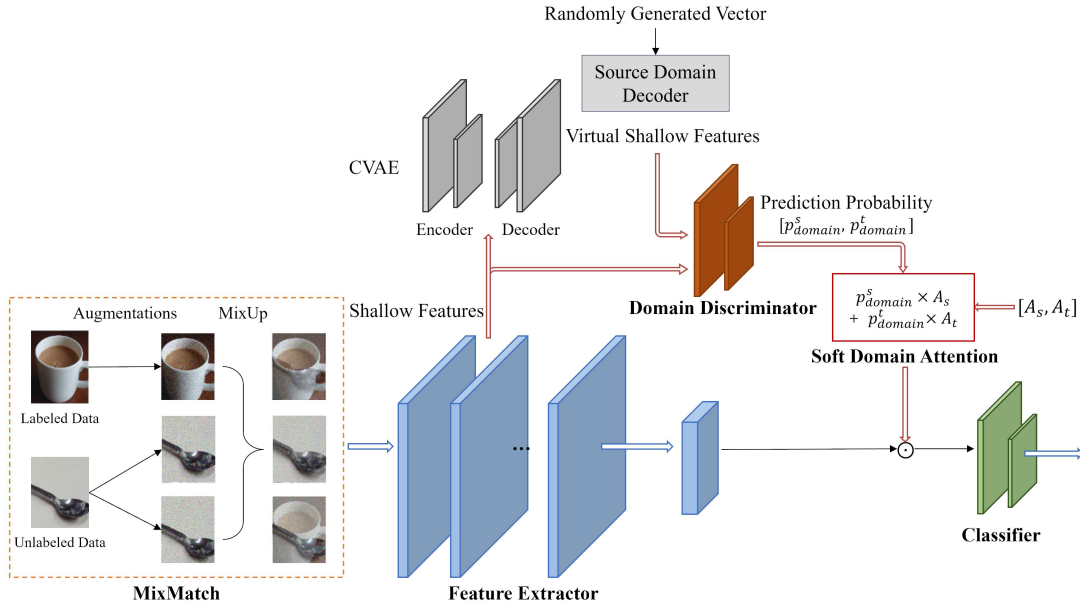 Randomly Generated Vector
Source Domain
Decoder
Virtual Shallow Features
CVAE
Encoder
Decoder
Prediction Probability
[p^s_domain, p^t_domain]
Domain Discriminator
Shallow Features
p^s_domain × A_s
+ p^t_domain × A_t
[A_s, A_t]
Soft Domain Attention
Augmentations
MixUp
Labeled Data
Unlabeled Data
MixMatch
...
Feature Extractor
Classifier